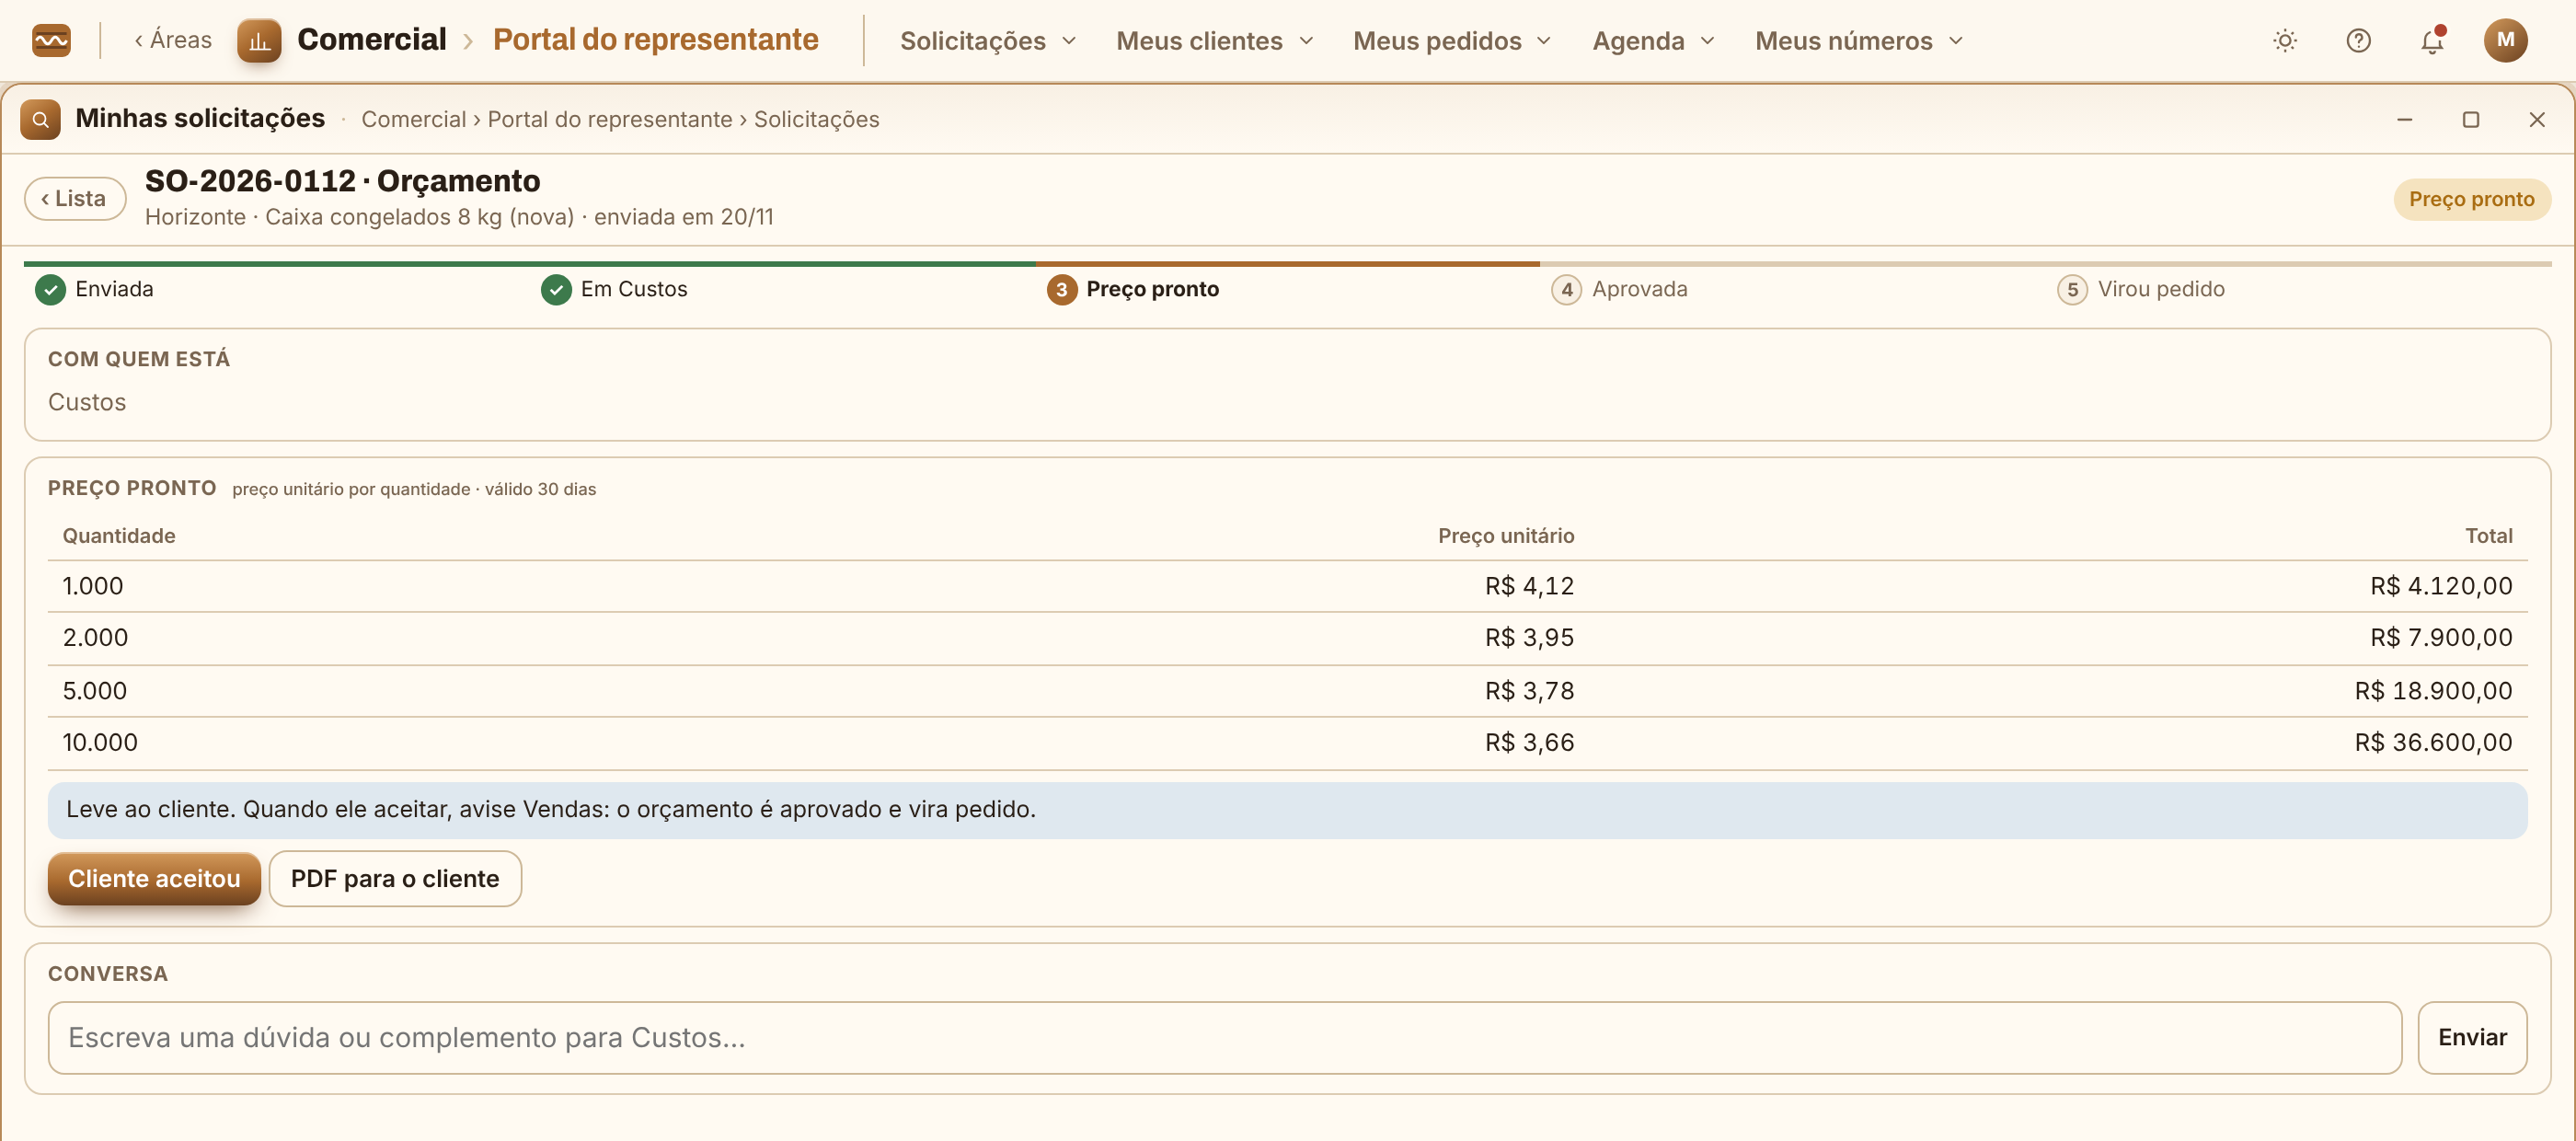 ‹ Áreas Comercial › Portal do representante Solicitações Meus clientes Meus pedidos Agenda Meus números M
Minhas solicitações · Comercial › Portal do representante › Solicitações
‹ Lista
SO-2026-0112 · Orçamento
Horizonte · Caixa congelados 8 kg (nova) · enviada em 20/11
Preço pronto
Enviada Em Custos 3 Preço pronto 4 Aprovada 5 Virou pedido
COM QUEM ESTÁ
Custos
PREÇO PRONTO preço unitário por quantidade · válido 30 dias
Quantidade Preço unitário Total
1.000 R$ 4,12 R$ 4.120,00
2.000 R$ 3,95 R$ 7.900,00
5.000 R$ 3,78 R$ 18.900,00
10.000 R$ 3,66 R$ 36.600,00
Leve ao cliente. Quando ele aceitar, avise Vendas: o orçamento é aprovado e vira pedido.
Cliente aceitou PDF para o cliente
CONVERSA
Escreva uma dúvida ou complemento para Custos... Enviar